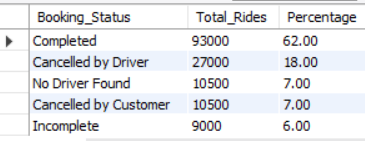 Booking_Status Total_Rides Percentage
Completed 93000 62.00
Cancelled by Driver 27000 18.00
No Driver Found 10500 7.00
Cancelled by Customer 10500 7.00
Incomplete 9000 6.00